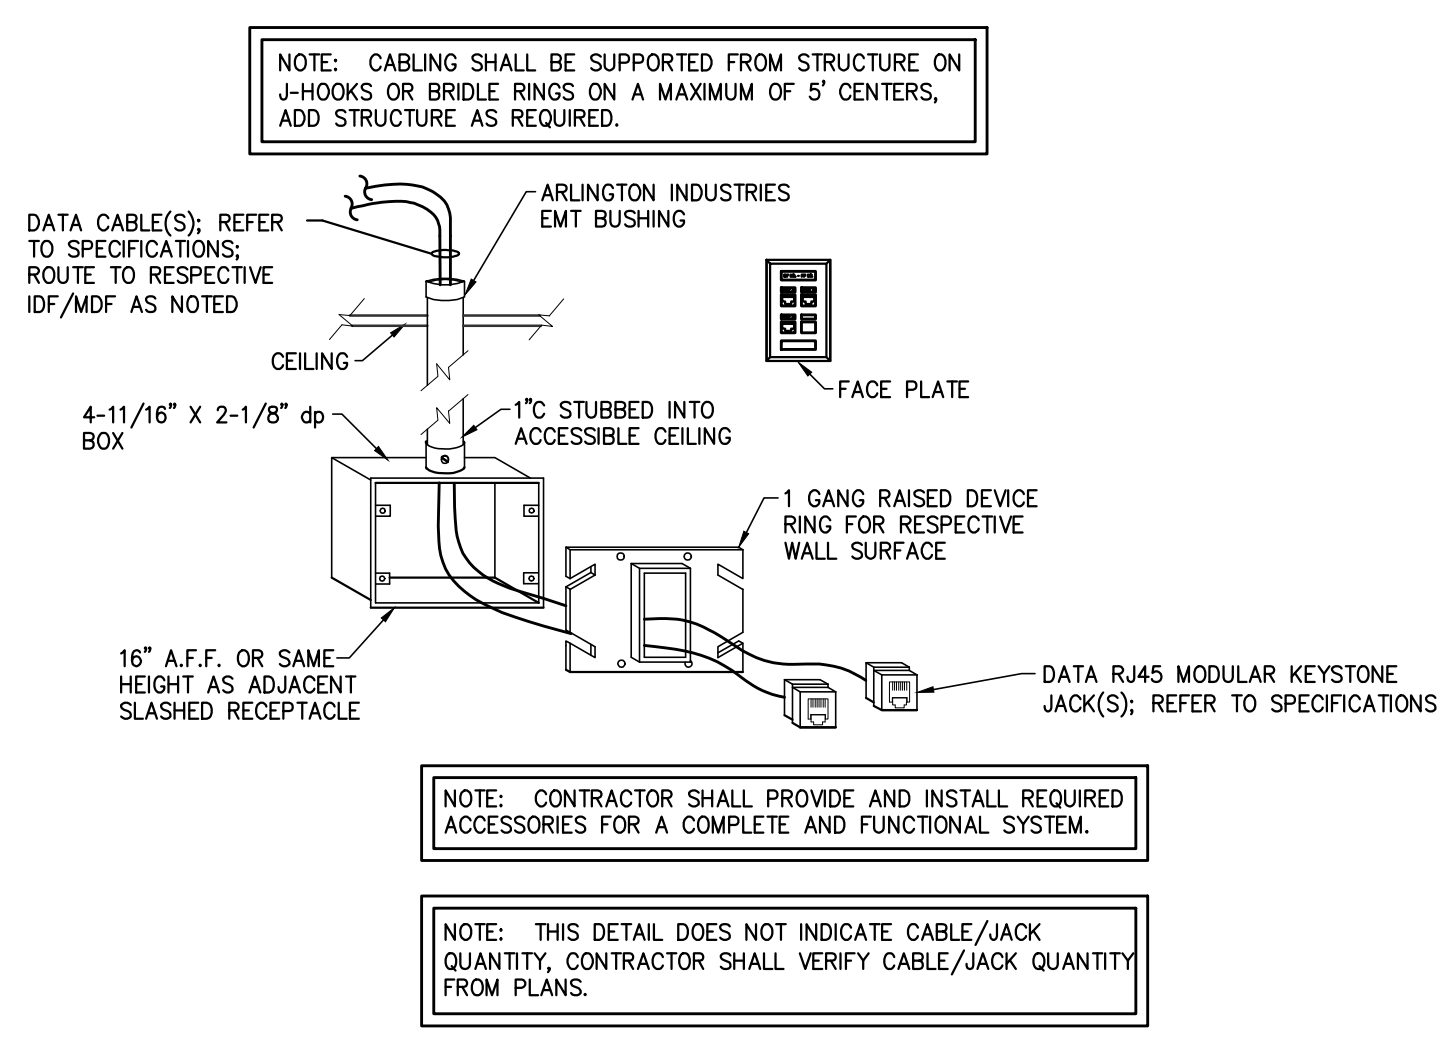 NOTE: CABLING SHALL BE SUPPORTED FROM STRUCTURE ON
J-HOOKS OR BRIDLE RINGS ON A MAXIMUM OF 5' CENTERS,
ADD STRUCTURE AS REQUIRED.
ARLINGTON INDUSTRIES
EMT BUSHING
DATA CABLE(S); REFER
TO SPECIFICATIONS;
ROUTE TO RESPECTIVE
IDF/MDF AS NOTED
CEILING
FACE PLATE
4-11/16" X 2-1/8" dp
BOX
1"C STUBBED INTO
ACCESSIBLE CEILING
1 GANG RAISED DEVICE
RING FOR RESPECTIVE
WALL SURFACE
16" A.F.F. OR SAME
HEIGHT AS ADJACENT
SLASHED RECEPTACLE
DATA RJ45 MODULAR KEYSTONE
JACK(S); REFER TO SPECIFICATIONS
NOTE: CONTRACTOR SHALL PROVIDE AND INSTALL REQUIRED
ACCESSORIES FOR A COMPLETE AND FUNCTIONAL SYSTEM.
NOTE: THIS DETAIL DOES NOT INDICATE CABLE/JACK
QUANTITY, CONTRACTOR SHALL VERIFY CABLE/JACK QUANTITY
FROM PLANS.